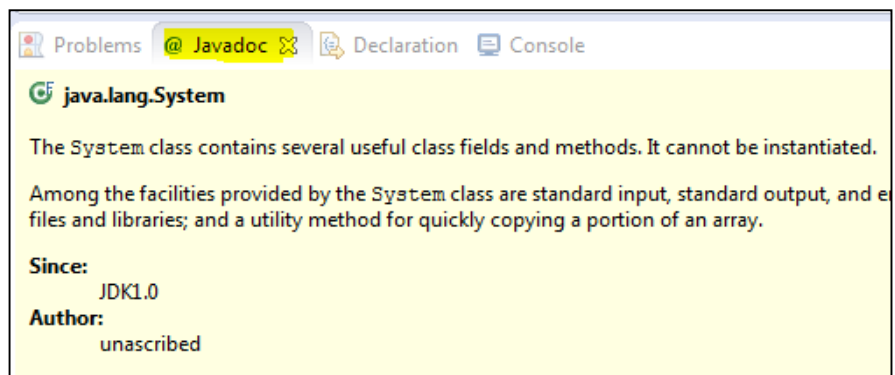 Problems @ Javadoc Declaration Console
java.lang.System
The System class contains several useful class fields and methods. It cannot be instantiated.
Among the facilities provided by the System class are standard input, standard output, and
files and libraries; and a utility method for quickly copying a portion of an array.
Since:
JDK1.0
Author:
unascribed